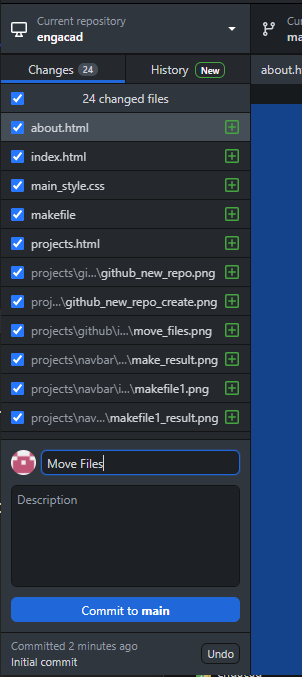 Current repository
engacad
Changes 24
History New
about.h
24 changed files
about.html
index.html
main_style.css
makefile
projects.html
projects\gi...\github_new_repo.png
proj...\github_new_repo_create.png
projects\github\i...\move_files.png
projects\navbar\...\make_result.png
projects\navbar\i...\makefile1.png
projects\nav...\makefile1_result.png
Move Files
Description
Commit to main
Committed 2 minutes ago
Initial commit
Undo